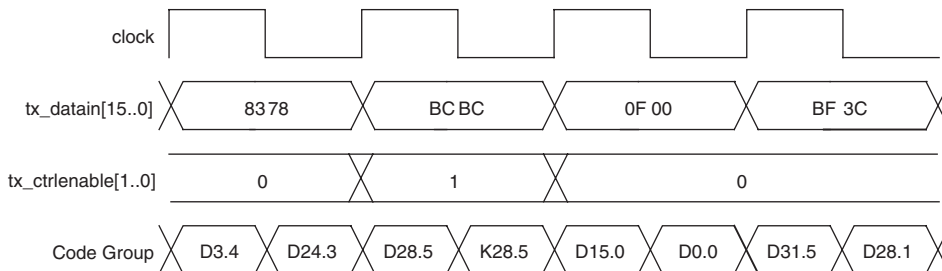 clock
tx_datain[15..0] 8378 BC BC 0F 00 BF 3C
tx_ctrlenable[1..0] 0 1 0
Code Group D3.4 D24.3 D28.5 K28.5 D15.0 D0.0 D31.5 D28.1